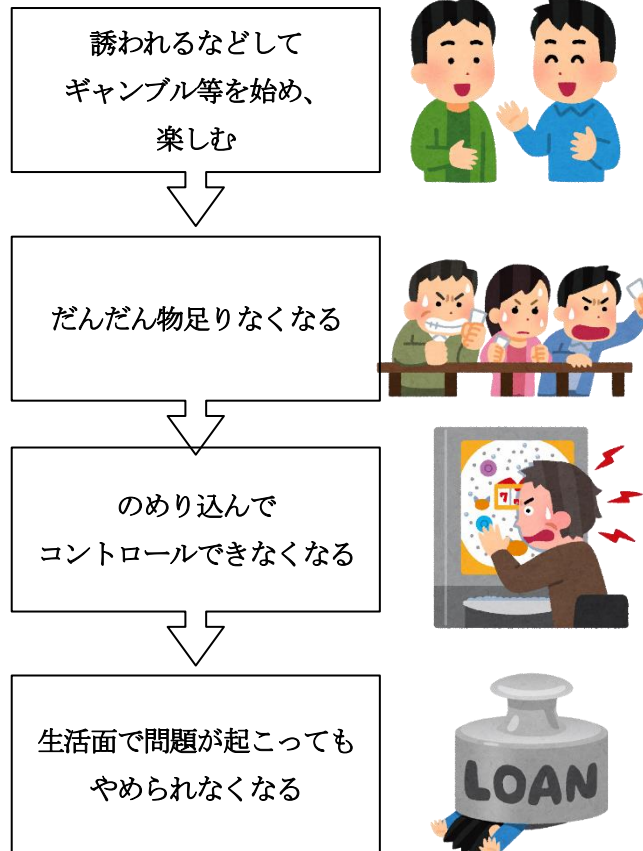 誘われるなどして
ギャンブル等を始め、
楽しむ
だんだん物足りなくなる
のめり込んで
コントロールできなくなる
7
生活面で問題が起こっても
やめられなくなる
LOAN